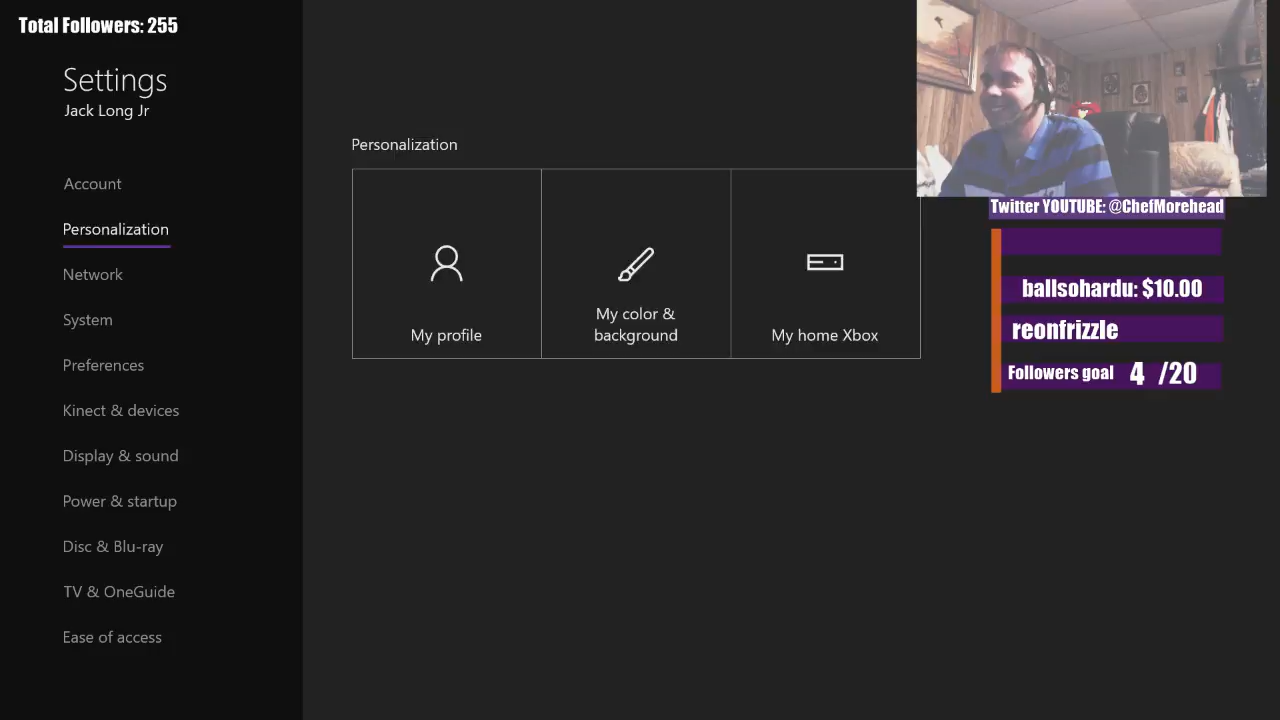 Total Followers: 255
Settings
Jack Long Jr
Account
Personalization
Network
System
Preferences
Kinect & devices
Display & sound
Power & startup
Disc & Blu-ray
TV & OneGuide
Ease of access
Personalization
My profile
My color &
background
My home Xbox
Twitter YOUTUBE: @ChefMorehead
ballsohardu: $10.00
reonfrizzle
Followers goal 4 /20